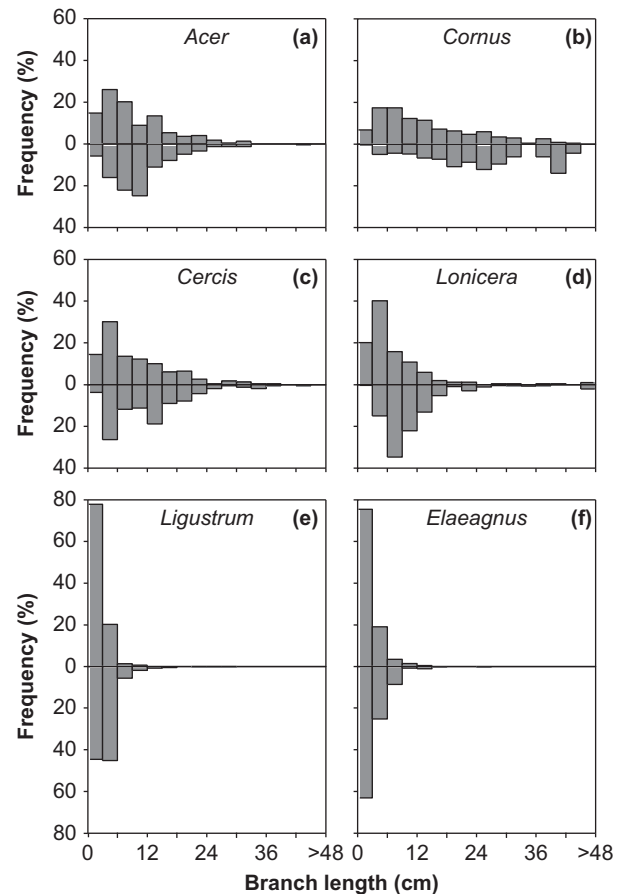 60
40
20
0
20
40
Frequency (%)
Acer (a)
Cornus (b)
60
40
20
0
20
40
Frequency (%)
Cercis (c)
Lonicera (d)
80
60
40
20
0
20
40
60
80
Frequency (%)
Ligustrum (e)
Elaeagnus (f)
0 12 24 36 >48 0 12 24 36 >48
Branch length (cm)